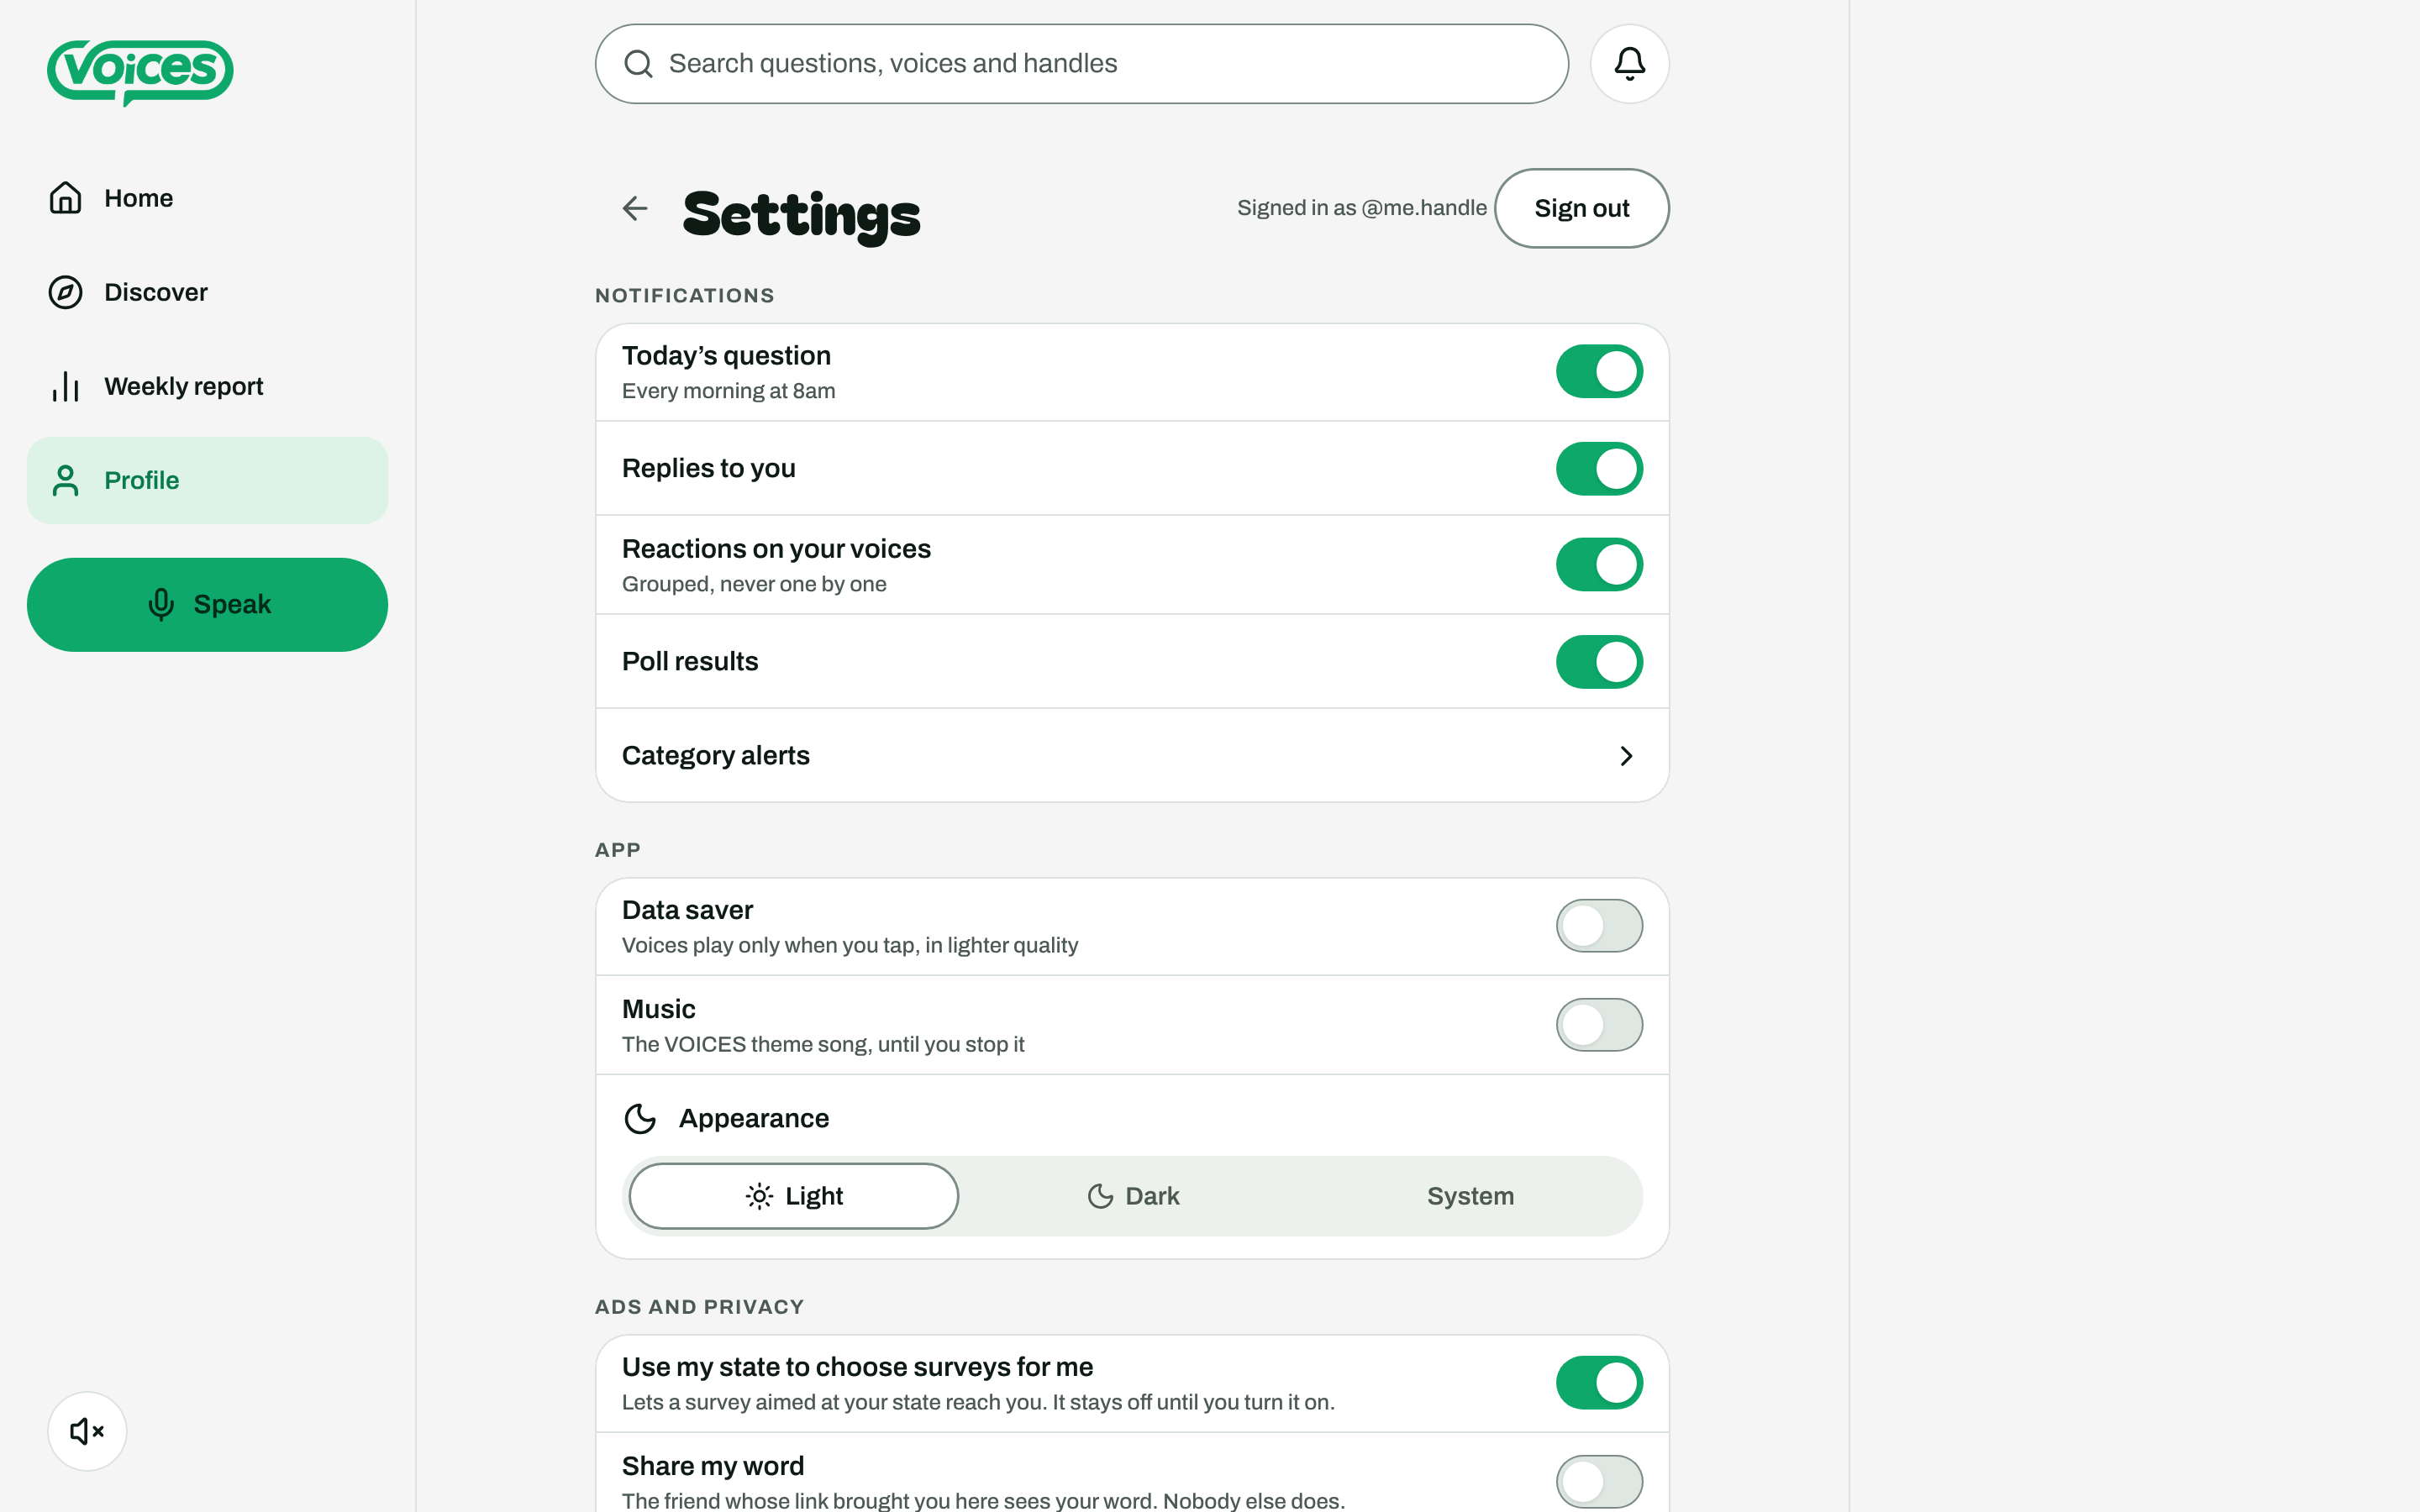 voices
Home
Discover
Weekly report
Profile
Speak
Search questions, voices and handles
Settings
Signed in as @me.handle
Sign out
NOTIFICATIONS
Today’s question
Every morning at 8am
Replies to you
Reactions on your voices
Grouped, never one by one
Poll results
Category alerts
APP
Data saver
Voices play only when you tap, in lighter quality
Music
The VOICES theme song, until you stop it
Appearance
Light
Dark
System
ADS AND PRIVACY
Use my state to choose surveys for me
Lets a survey aimed at your state reach you. It stays off until you turn it on.
Share my word
The friend whose link brought you here sees your word. Nobody else does.